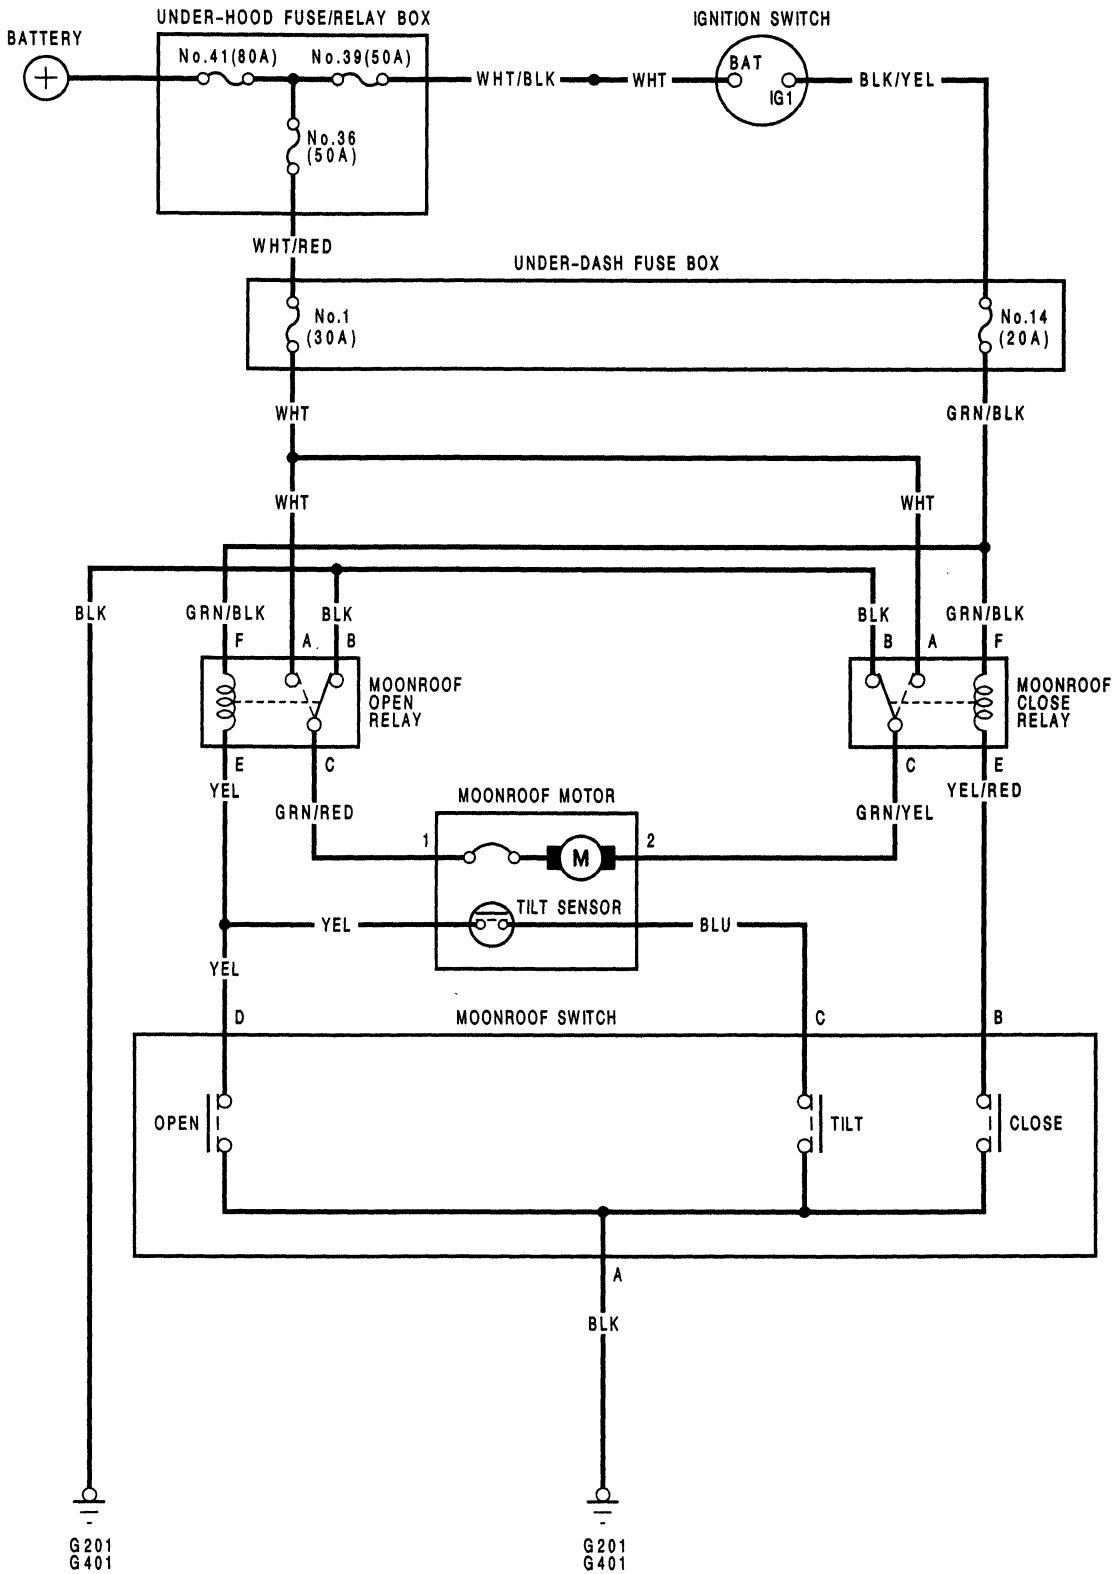 UNDER-HOOD FUSE/RELAY BOX
IGNITION SWITCH
BATTERY
No.41(80A)
No.39(50A)
WHT/BLK
WHT
BAT
IG1
BLK/YEL
No.36
(50A)
WHT/RED
UNDER-DASH FUSE BOX
No.1
(30A)
No.14
(20A)
WHT
GRN/BLK
WHT
WHT
BLK
GRN/BLK
BLK
BLK
GRN/BLK
F
A
B
B
A
F
MOONROOF
OPEN
RELAY
MOONROOF
CLOSE
RELAY
E
C
C
E
YEL
GRN/RED
MOONROOF MOTOR
GRN/YEL
YEL/RED
1
M
2
TILT SENSOR
YEL
BLU
YEL
D
MOONROOF SWITCH
C
B
OPEN
TILT
CLOSE
A
BLK
G201
G401
G201
G401